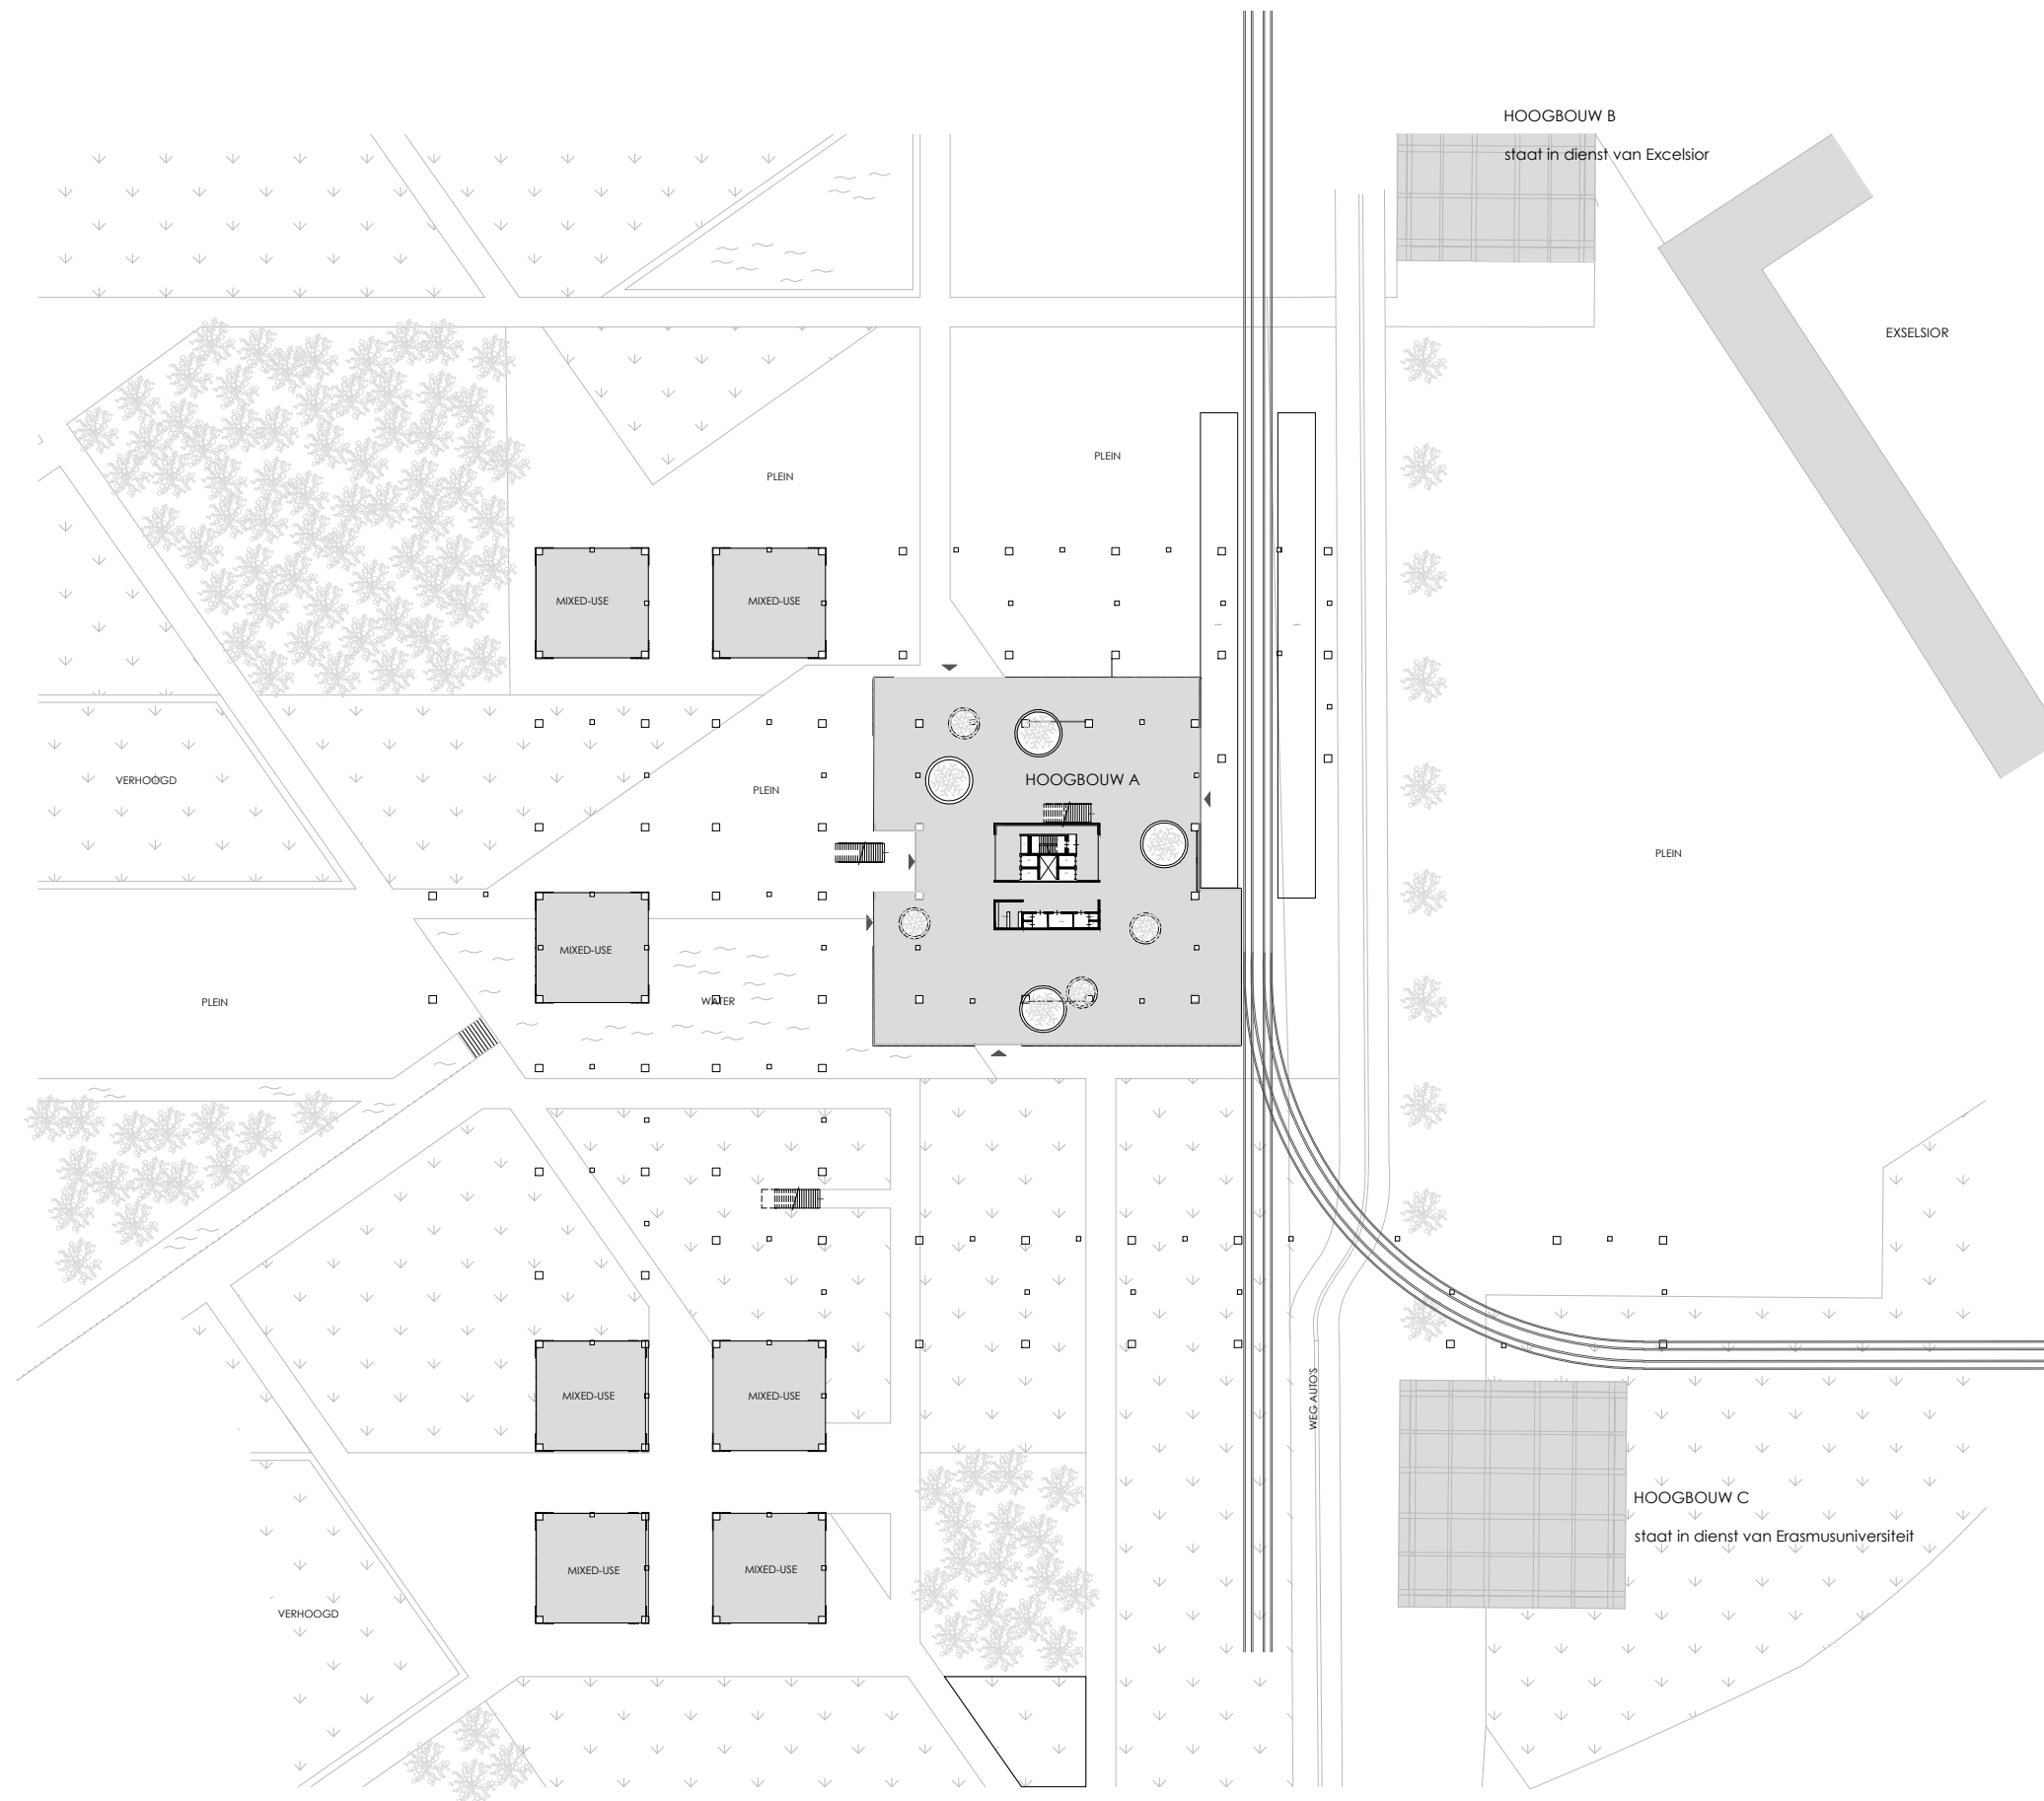 HOOGBOUW B
staat in dienst van Excelsior
EXSELSIOR
PLEIN
PLEIN
MIXED-USE
MIXED-USE
VERHOOGD
PLEIN
HOOGBOUW A
PLEIN
MIXED-USE
PLEIN
WATER
MIXED-USE
MIXED-USE
WEG AUTO'S
HOOGBOUW C
staat in dienst van Erasmusuniversiteit
MIXED-USE
MIXED-USE
VERHOOGD